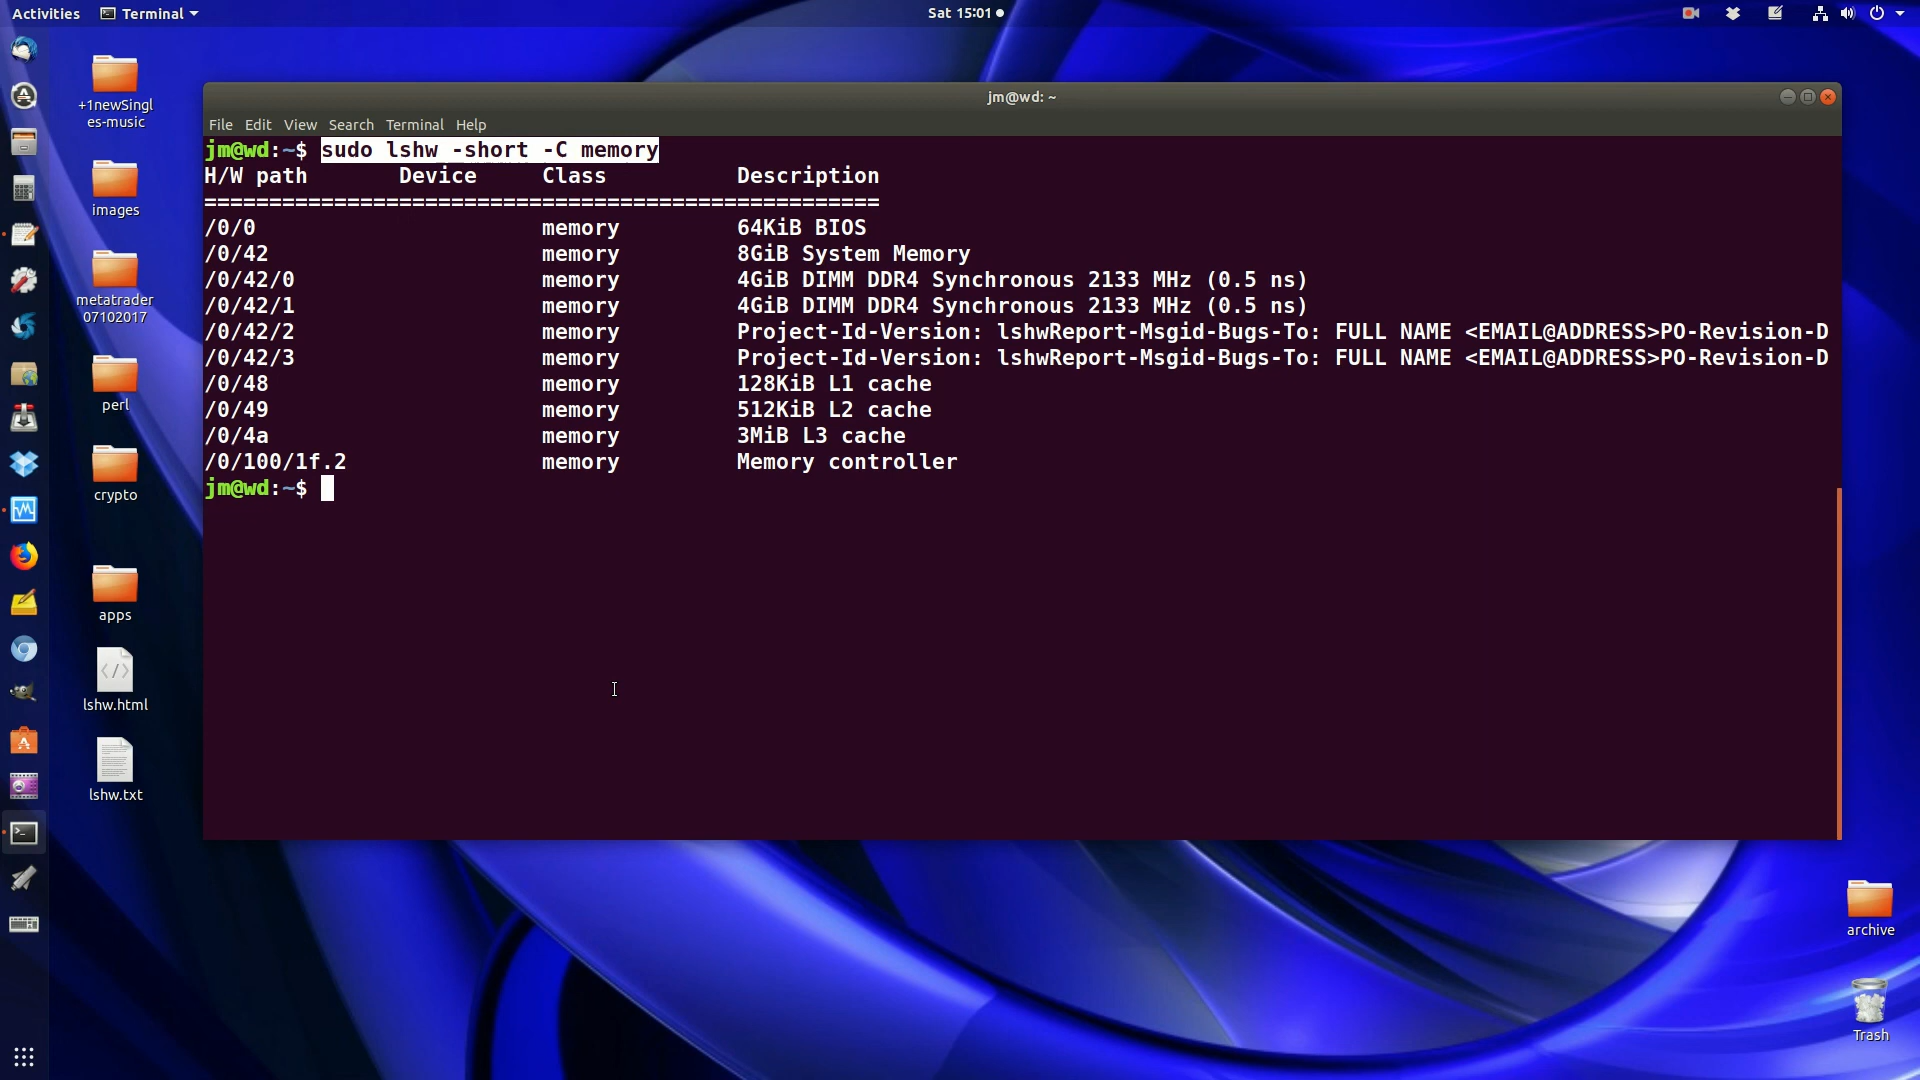 Activities Terminal Sat 15:01
jm@wd: ~
File Edit View Search Terminal Help
jm@wd:~$ sudo lshw -short -C memory
H/W path Device Class Description
====================================================
/0/0 memory 64KiB BIOS
/0/42 memory 8GiB System Memory
/0/42/0 memory 4GiB DIMM DDR4 Synchronous 2133 MHz (0.5 ns)
/0/42/1 memory 4GiB DIMM DDR4 Synchronous 2133 MHz (0.5 ns)
/0/42/2 memory Project-Id-Version: lshwReport-Msgid-Bugs-To: FULL NAME <EMAIL@ADDRESS>PO-Revision-D
/0/42/3 memory Project-Id-Version: lshwReport-Msgid-Bugs-To: FULL NAME <EMAIL@ADDRESS>PO-Revision-D
/0/48 memory 128KiB L1 cache
/0/49 memory 512KiB L2 cache
/0/4a memory 3MiB L3 cache
/0/100/1f.2 memory Memory controller
jm@wd:~$
+1newSingl
es-music
images
metatrader
07102017
perl
crypto
apps
lshw.html
lshw.txt
archive
Trash